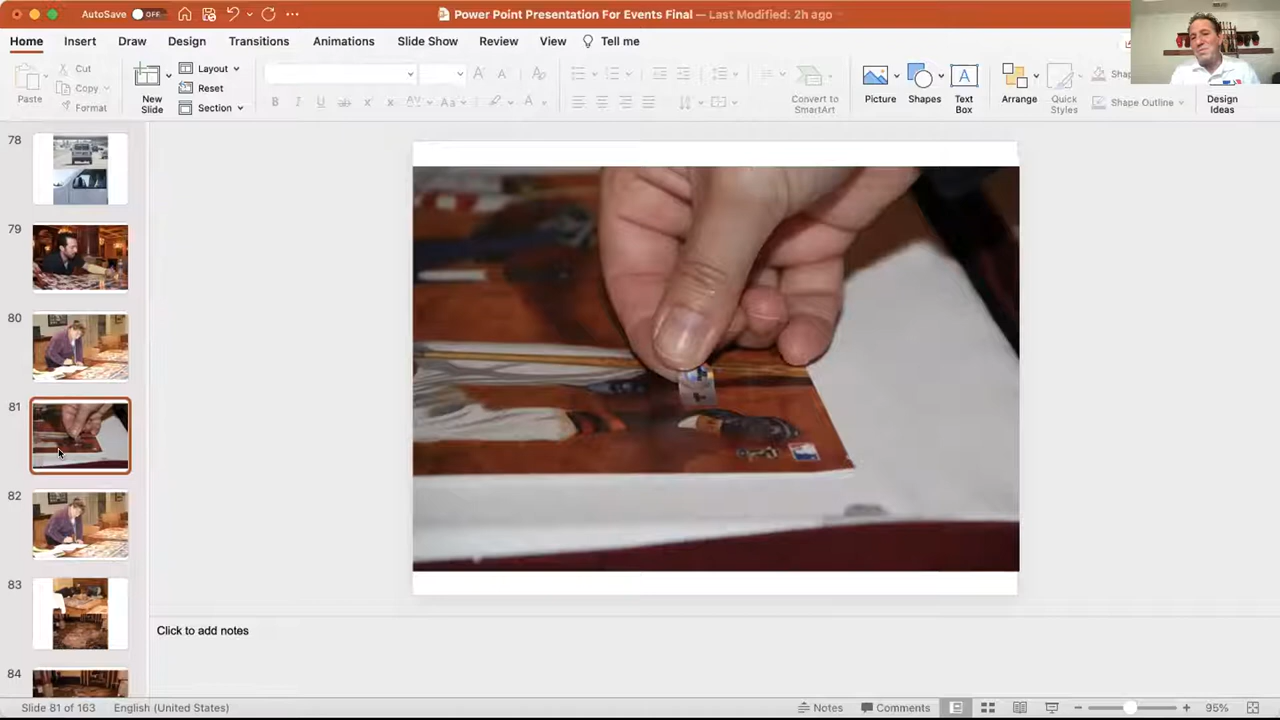 AutoSave OFF
Power Point Presentation For Events Final — Last Modified: 2h ago
Home Insert Draw Design Transitions Animations Slide Show Review View Tell me
Paste
Cut
Copy
Format
New Slide
Layout
Reset
Section
Convert to SmartArt
Picture
Shapes
Text Box
Arrange
Quick Styles
Shape Outline
Design Ideas
78
79
80
81
82
83
84
Click to add notes
Slide 81 of 163 English (United States) Notes Comments 95%